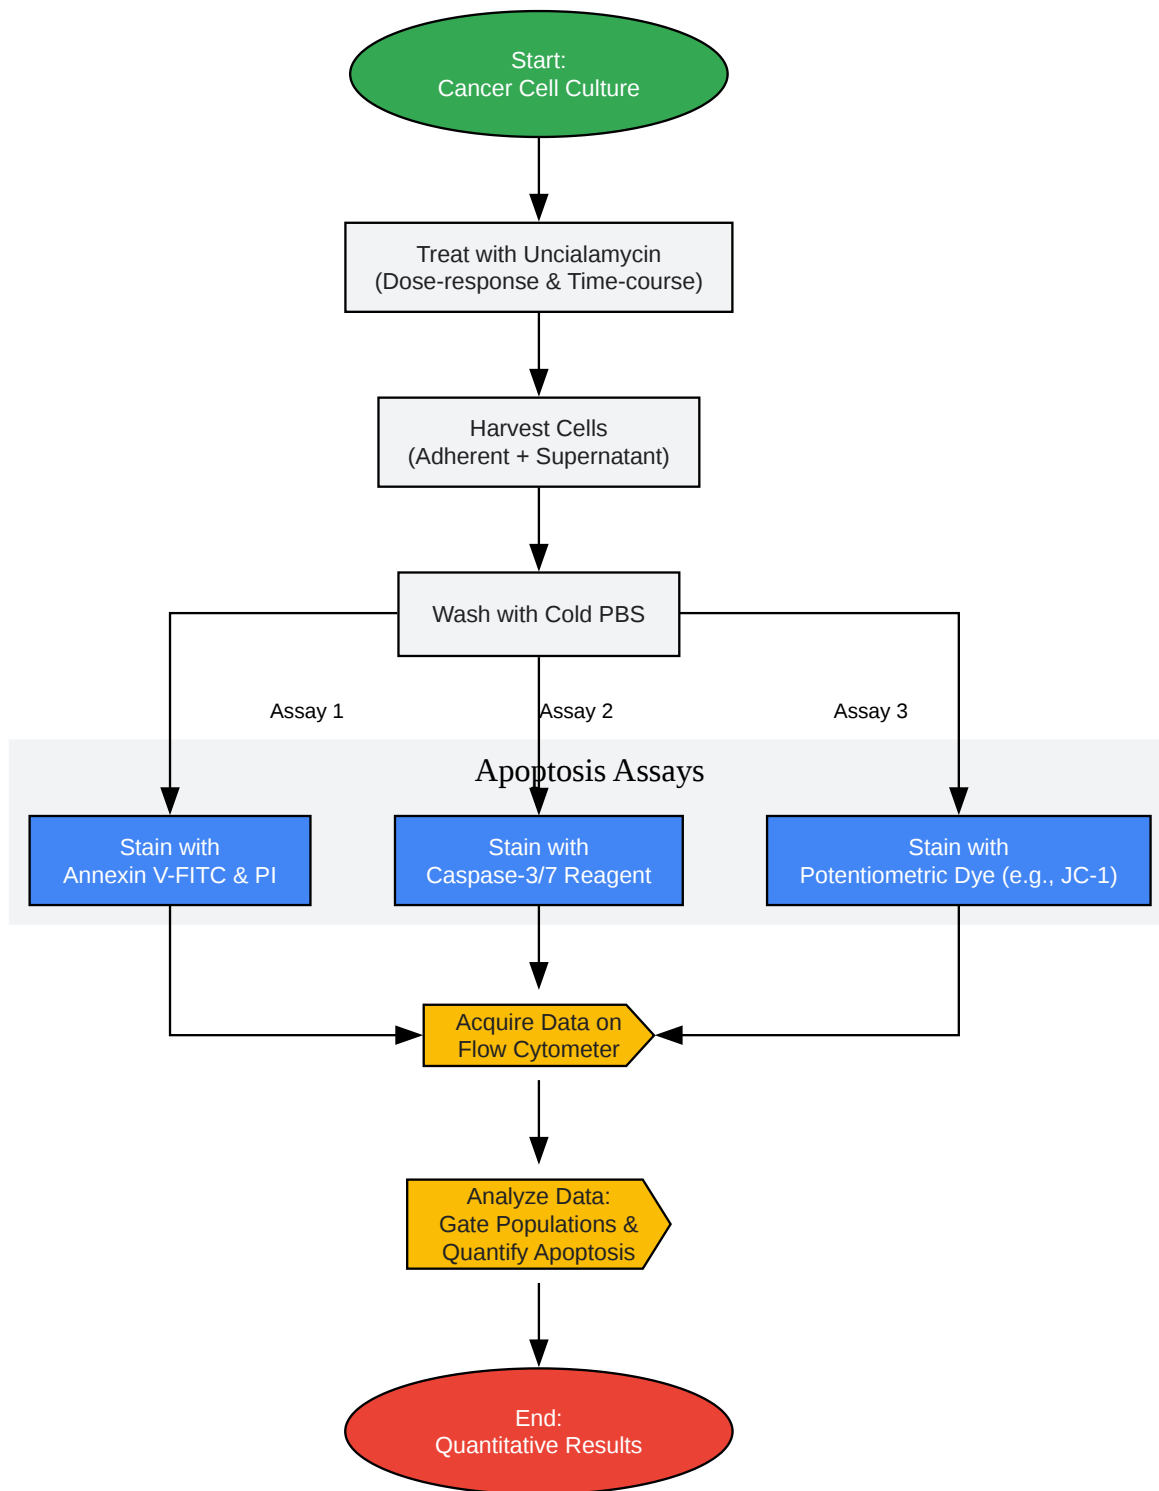 Start:
Cancer Cell Culture
Treat with Uncialamycin
(Dose-response & Time-course)
Harvest Cells
(Adherent + Supernatant)
Wash with Cold PBS
Assay 1
Assay 2
Assay 3
Apoptosis Assays
Stain with
Annexin V-FITC & PI
Stain with
Caspase-3/7 Reagent
Stain with
Potentiometric Dye (e.g., JC-1)
Acquire Data on
Flow Cytometer
Analyze Data:
Gate Populations &
Quantify Apoptosis
End:
Quantitative Results